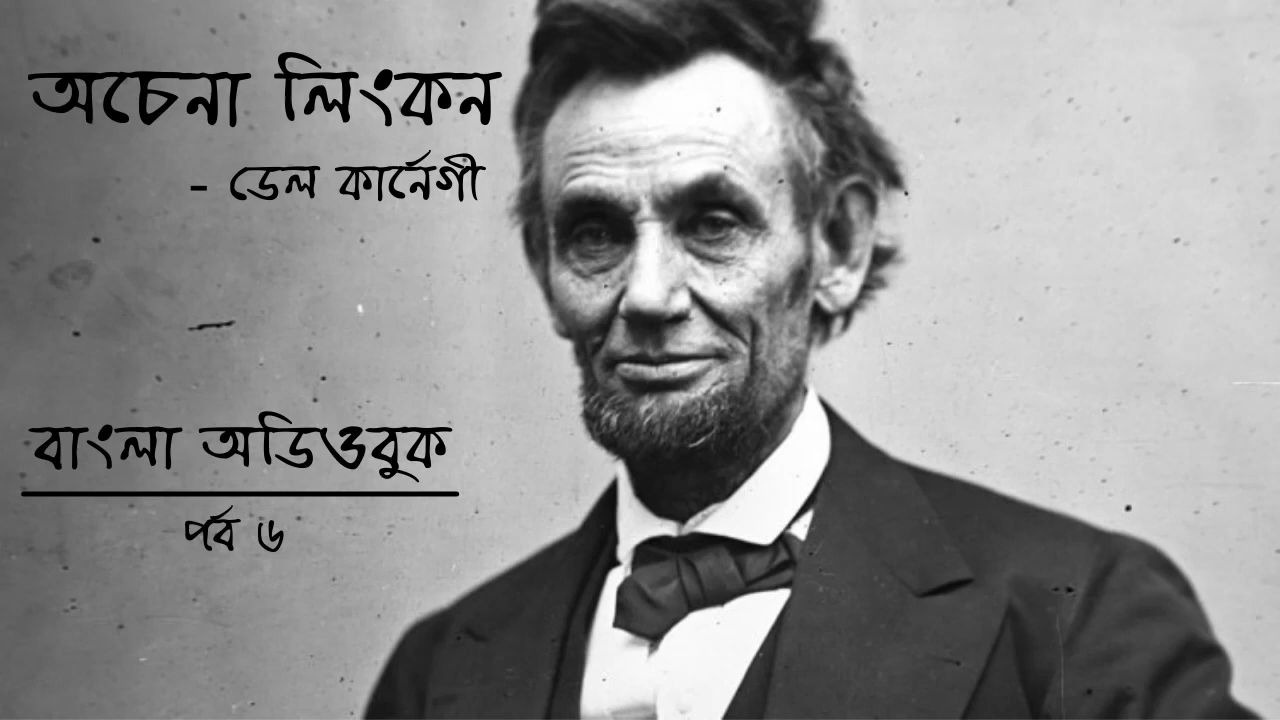 অচেনা লিংকন
- ডেল কার্নেগী
বাংলা অডিওবুক
পর্ব ৬